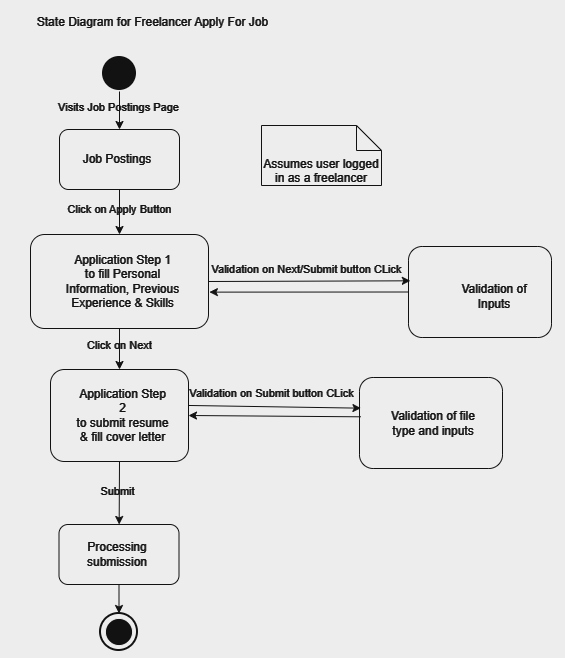 State Diagram for Freelancer Apply For Job
Visits Job Postings Page
Job Postings
Assumes user logged
in as a freelancer
Click on Apply Button
Application Step 1
to fill Personal
Information, Previous
Experience & Skills
Validation on Next/Submit button CLick
Validation of
Inputs
Click on Next
Application Step
2
to submit resume
& fill cover letter
Validation on Submit button CLick
Validation of file
type and inputs
Submit
Processing
submission